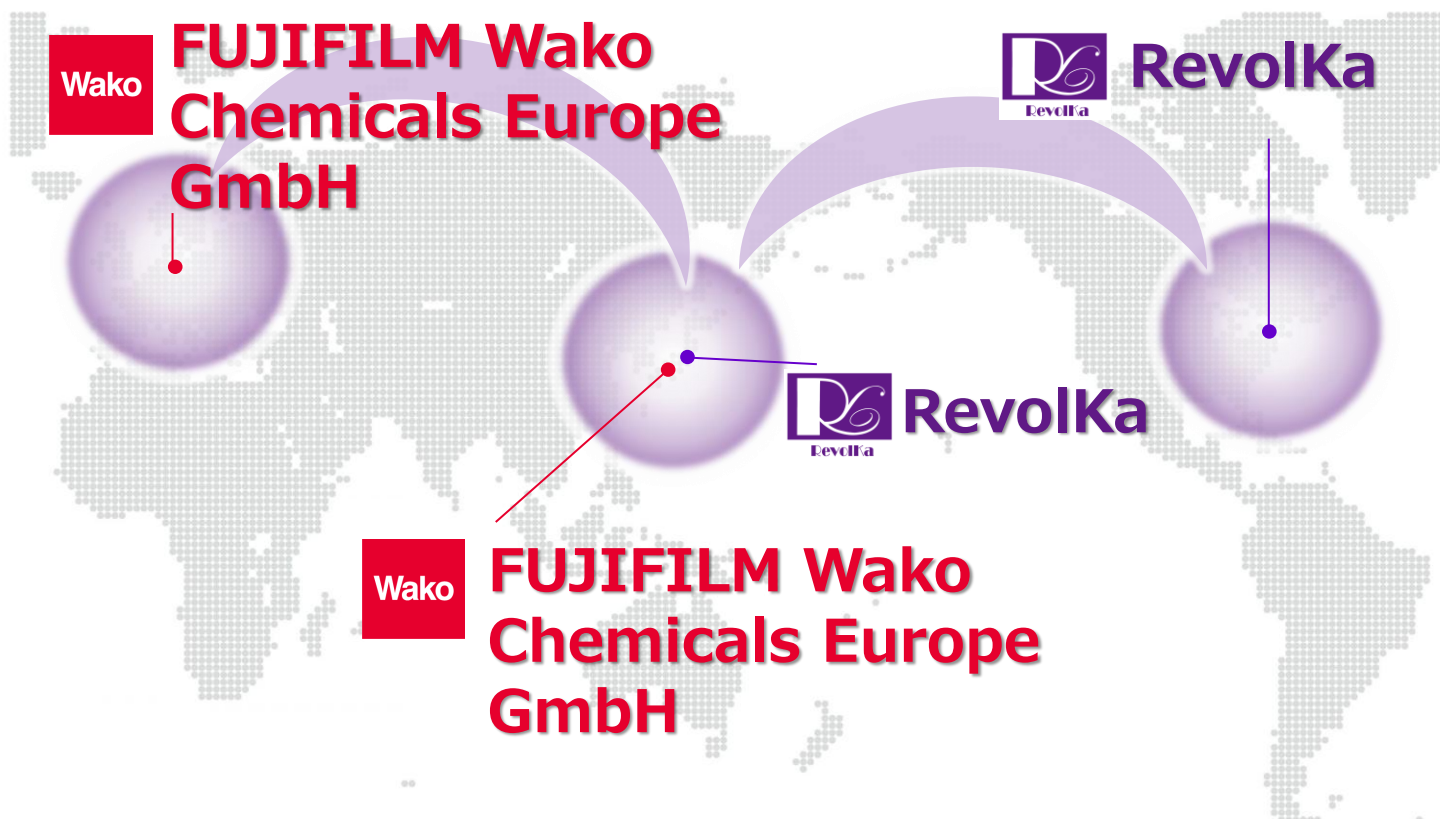 Wako
FUJIFILM Wako
Chemicals Europe
GmbH
RevolKa
RevolKa
RevolKa
RevolKa
Wako
FUJIFILM Wako
Chemicals Europe
GmbH